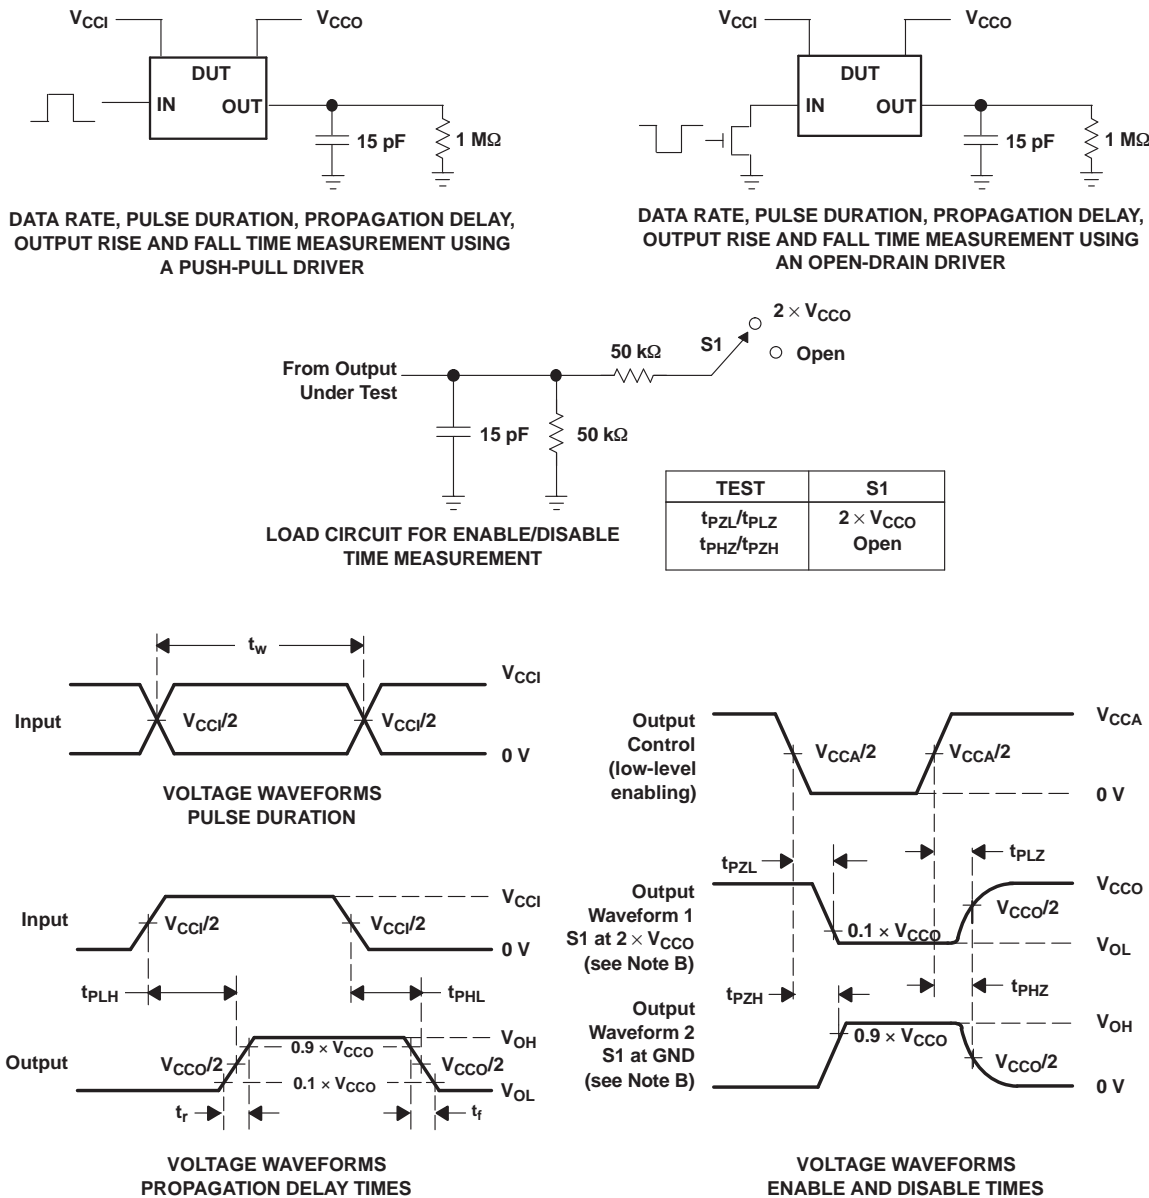 VCCI VCCO
DUT
IN OUT
15 pF 1 MΩ
DATA RATE, PULSE DURATION, PROPAGATION DELAY,
OUTPUT RISE AND FALL TIME MEASUREMENT USING
A PUSH-PULL DRIVER
VCCI VCCO
DUT
IN OUT
15 pF 1 MΩ
DATA RATE, PULSE DURATION, PROPAGATION DELAY,
OUTPUT RISE AND FALL TIME MEASUREMENT USING
AN OPEN-DRAIN DRIVER
2 × VCCO
S1
Open
50 kΩ
From Output
Under Test
15 pF 50 kΩ
LOAD CIRCUIT FOR ENABLE/DISABLE
TIME MEASUREMENT
TEST S1
tPZL/tPLZ 2 × VCCO
tPHZ/tPZH Open
tw
VCCI
Input VCCI/2 VCCI/2
0 V
VOLTAGE WAVEFORMS
PULSE DURATION
VCCI
Input VCCI/2 VCCI/2
0 V
tPLH tPHL
VOH
0.9 × VCCO
Output VCCO/2 VCCO/2
0.1 × VCCO
VOL
tr tf
VOLTAGE WAVEFORMS
PROPAGATION DELAY TIMES
Output
Control
(low-level
enabling)
VCCA
VCCA/2 VCCA/2
0 V
tPZL tPLZ
Output
Waveform 1
S1 at 2 × VCCO
(see Note B)
VCCO
VCCO/2
0.1 × VCCO
VOL
tPZH tPHZ
Output
Waveform 2
S1 at GND
(see Note B)
VOH
0.9 × VCCO
VCCO/2
0 V
VOLTAGE WAVEFORMS
ENABLE AND DISABLE TIMES